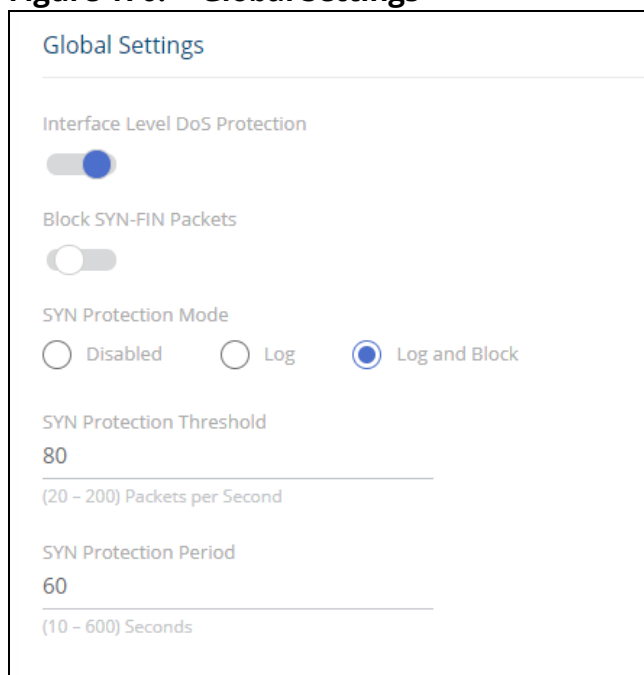 Global Settings
Interface Level DoS Protection
Block SYN-FIN Packets
SYN Protection Mode
Disabled Log Log and Block
SYN Protection Threshold
80
(20 – 200) Packets per Second
SYN Protection Period
60
(10 – 600) Seconds